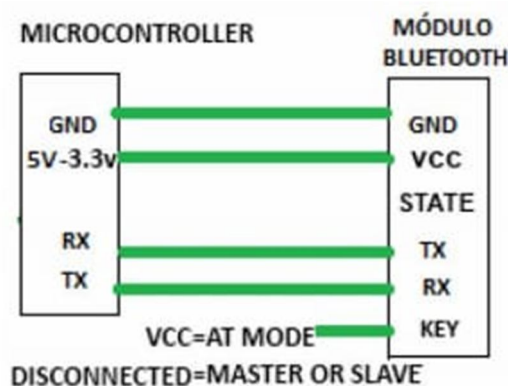 MICROCONTROLLER
MÓDULO
BLUETOOTH
GND
5V-3.3v
RX
TX
GND
VCC
STATE
TX
RX
KEY
VCC=AT MODE
DISCONNECTED=MASTER OR SLAVE